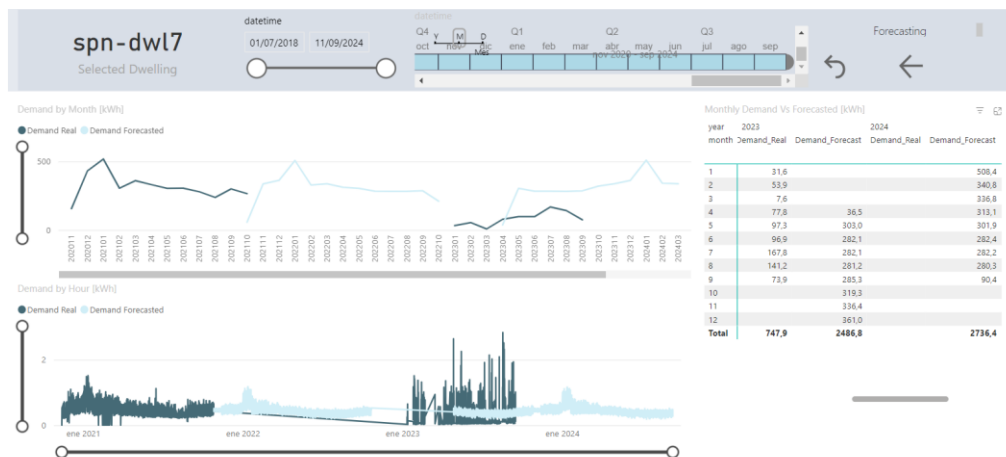 spn-dwl7
Selected Dwelling
datetime
01/07/2018 11/09/2024
datetime
Q4 Q1 Q2 Q3
Y M D
oct nov dic ene feb mar abr may jun jul ago sep
Mes
nov 2020 - sep 2024
Forecasting
Demand by Month [kWh]
Demand Real Demand Forecasted
500
202011 202012 202101 202102 202103 202104 202105 202106 202107 202108 202109 202110 202111 202112 202201 202202 202203 202204 202205 202206 202207 202208 202209 202210 202301 202302 202303 202304 202305 202306 202307 202308 202309 202310 202311 202312 202401 202402 202403
Demand by Hour [kWh]
Demand Real Demand Forecasted
2
0
ene 2021 ene 2022 ene 2023 ene 2024
Monthly Demand Vs Forecasted [kWh]
year 2023 2024
month Demand_Real Demand_Forecast Demand_Real Demand_Forecast
1 31,6 508,4
2 53,9 340,8
3 7,6 336,8
4 77,8 36,5 313,1
5 97,3 303,0 301,9
6 96,9 282,1 282,4
7 167,8 282,1 282,2
8 141,2 281,2 280,3
9 73,9 285,3 90,4
10 319,3
11 336,4
12 361,0
Total 747,9 2486,8 2736,4